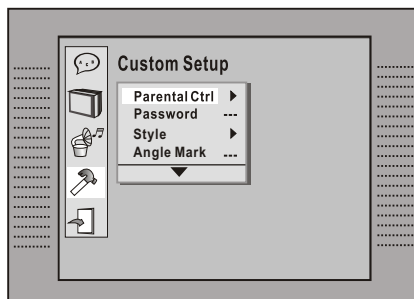 Custom Setup
Parental Ctrl
Password ---
Style
Angle Mark ---